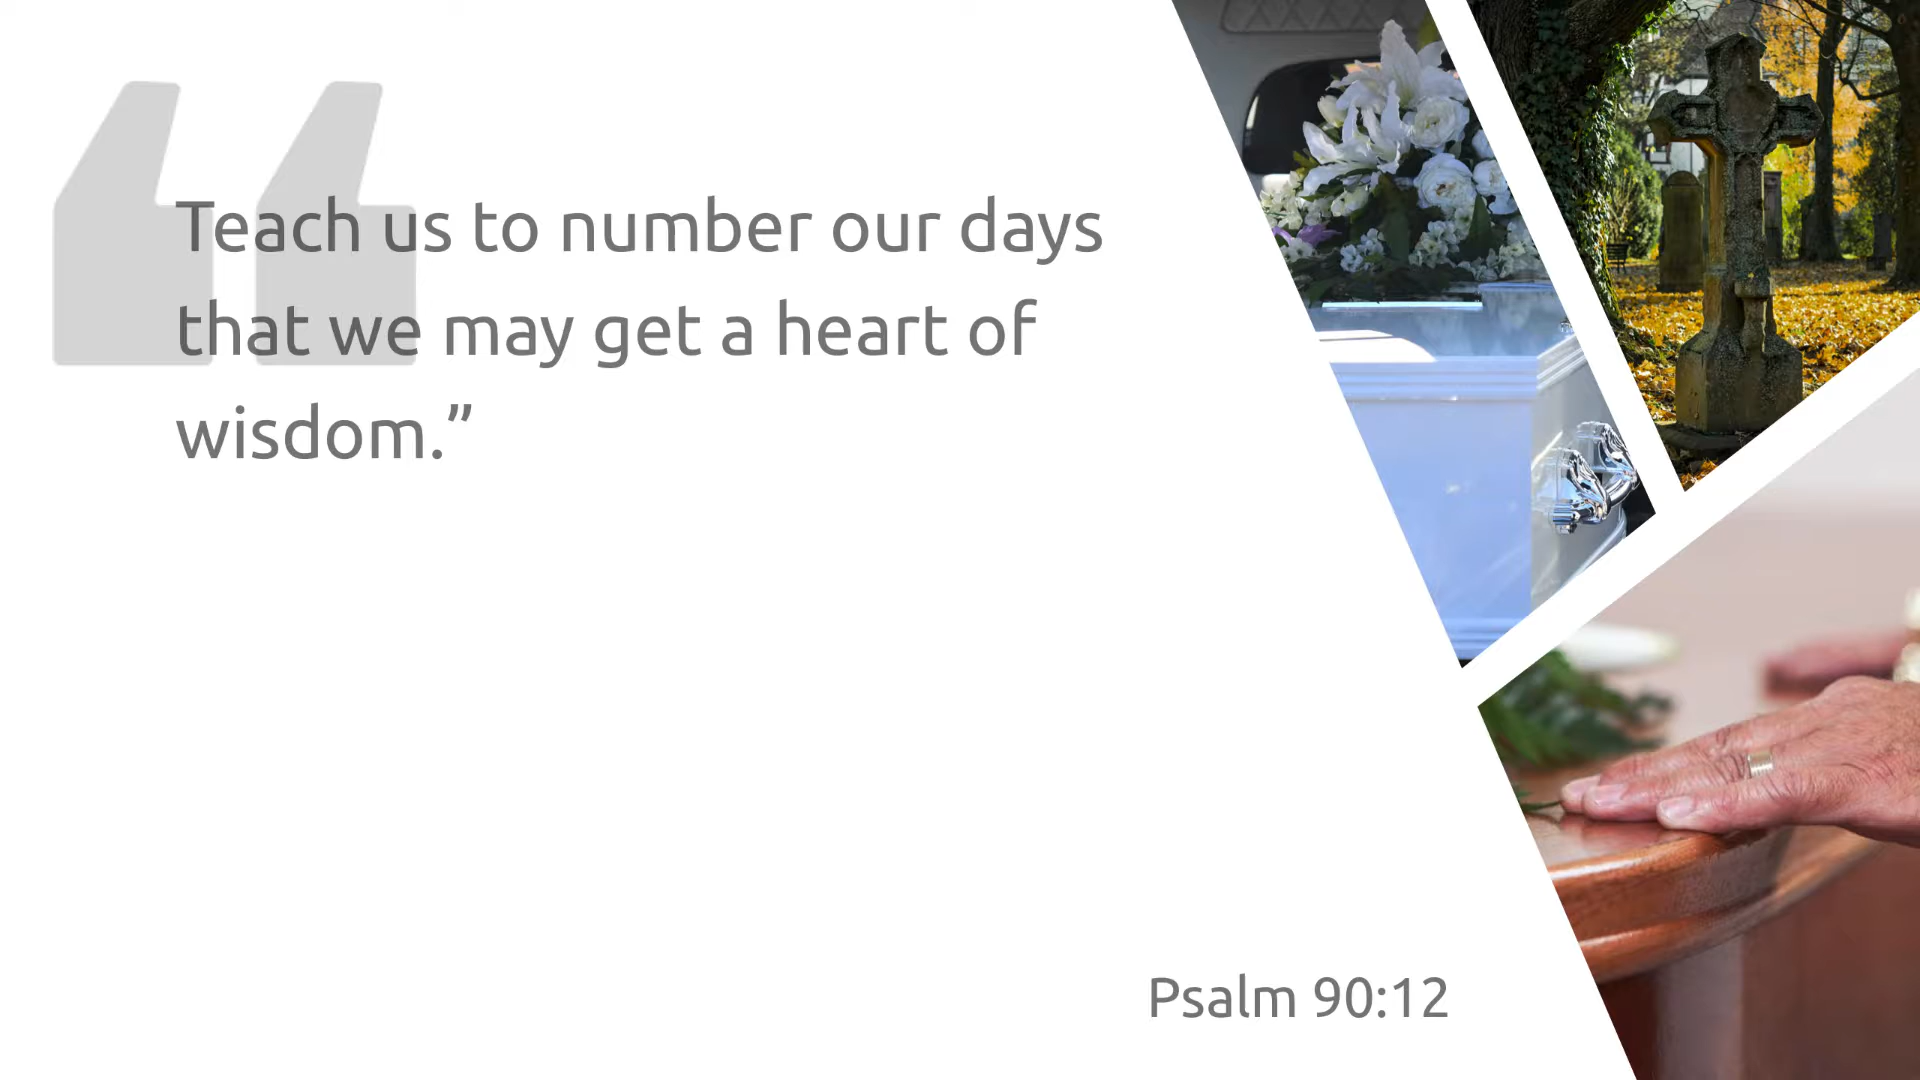 Teach us to number our days
that we may get a heart of
wisdom.”
Psalm 90:12